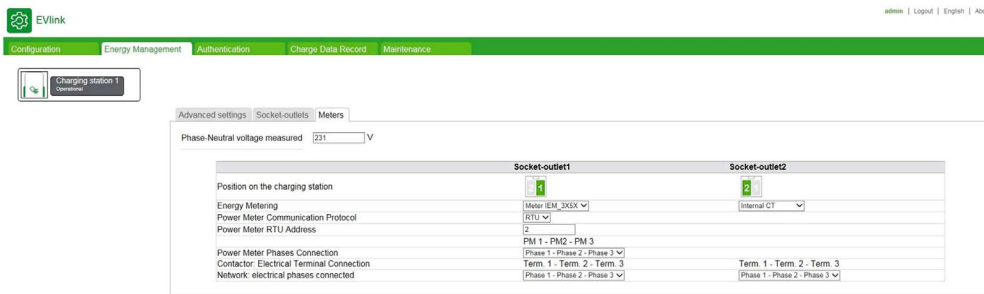 admin | Logout | English | Abo
EVlink
Configuration Energy Management Authentication Charge Data Record Maintenance
Charging station 1
Operational
Advanced settings Socket-outlets Meters
Phase-Neutral voltage measured 231 V
Socket-outlet1 Socket-outlet2
Position on the charging station 1 2
Energy Metering Meter IEM_3X5X Internal CT
Power Meter Communication Protocol RTU
Power Meter RTU Address 2
PM 1 - PM2 - PM 3
Power Meter Phases Connection Phase 1 - Phase 2 - Phase 3
Contactor: Electrical Terminal Connection Term. 1 - Term. 2 - Term. 3 Term. 1 - Term. 2 - Term. 3
Network: electrical phases connected Phase 1 - Phase 2 - Phase 3 Phase 1 - Phase 2 - Phase 3